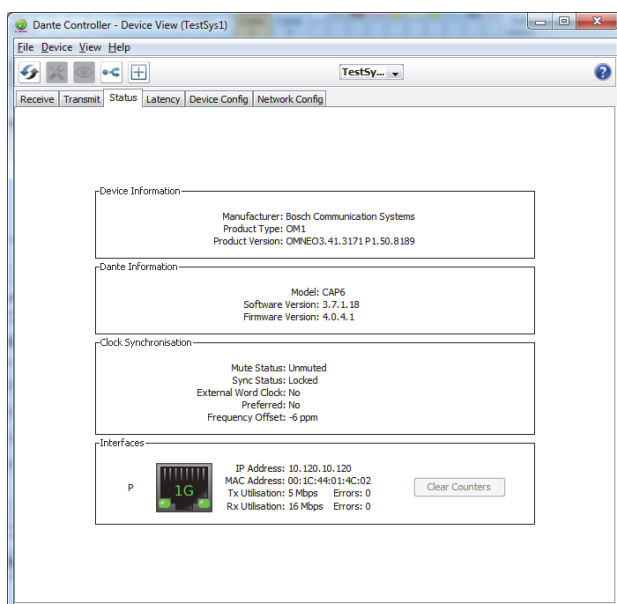 Dante Controller - Device View (TestSys1)
File Device View Help
TestSy...
Receive Transmit Status Latency Device Config Network Config
Device Information
Manufacturer: Bosch Communication Systems
Product Type: OM1
Product Version: OMNEO3.41.3171 P1.50.8189
Dante Information
Model: CAP6
Software Version: 3.7.1.18
Firmware Version: 4.0.4.1
Clock Synchronisation
Mute Status: Unmuted
Sync Status: Locked
External Word Clock: No
Preferred: No
Frequency Offset: -6 ppm
Interfaces
P
1G
IP Address: 10.120.10.120
MAC Address: 00:1C:44:01:4C:02
Tx Utilisation: 5 Mbps Errors: 0
Rx Utilisation: 16 Mbps Errors: 0
Clear Counters